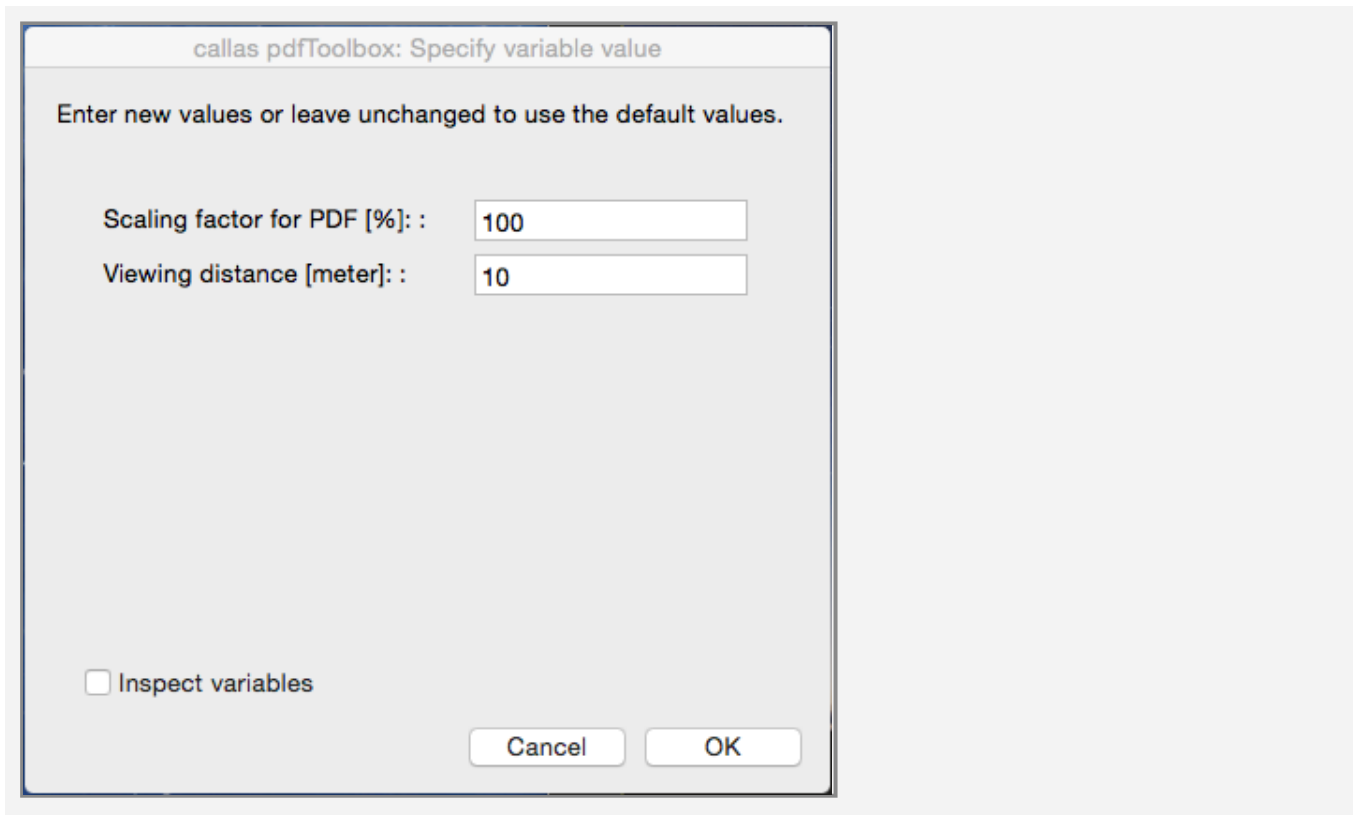 callas pdfToolbox: Specify variable value
Enter new values or leave unchanged to use the default values.
Scaling factor for PDF [%]: : 100
Viewing distance [meter]: : 10
Inspect variables
Cancel OK